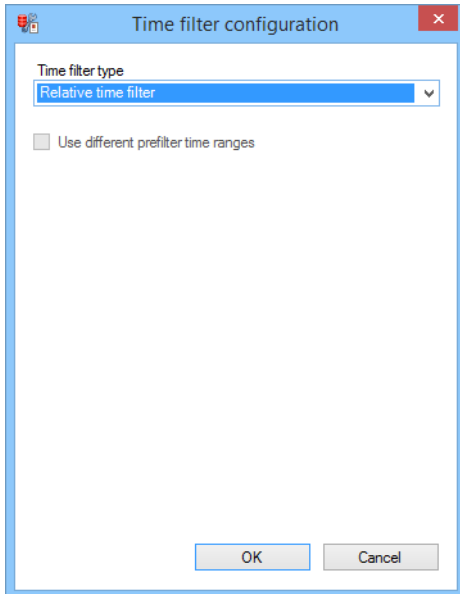 Time filter configuration
Time filter type
Relative time filter
Use different prefilter time ranges
OK
Cancel